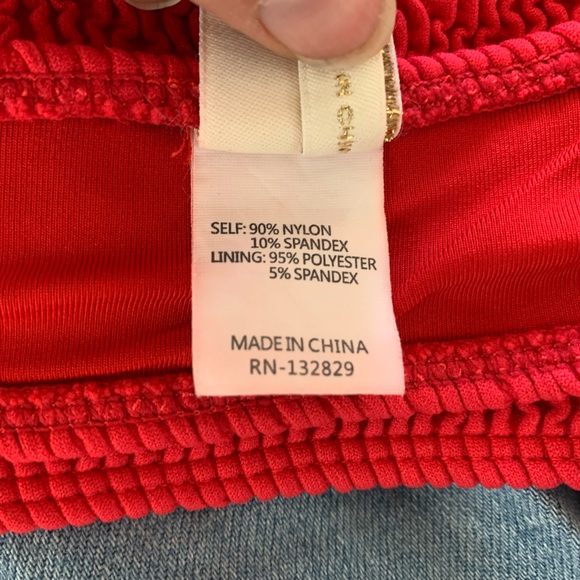 SELF: 90% NYLON
10% SPANDEX
LINING: 95% POLYESTER
5% SPANDEX
MADE IN CHINA
RN-132829